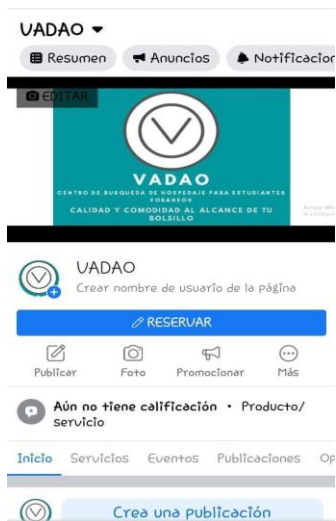 VADAO
Resumen Anuncios Notificacion
EDITAR
VADAO
CENTRO DE BUSQUEDA DE HOSPEDAJE PARA ESTUDIANTES
FORANEOS
CALIDAD Y COMODIDAD AL ALCANCE DE TU
BOLSILLO
VADAO
Crear nombre de usuario de la página
RESERVAR
Publicar Foto Promocionar Más
Aún no tiene calificación • Producto/
servicio
Inicio Servicios Eventos Publicaciones Op
Crea una publicación